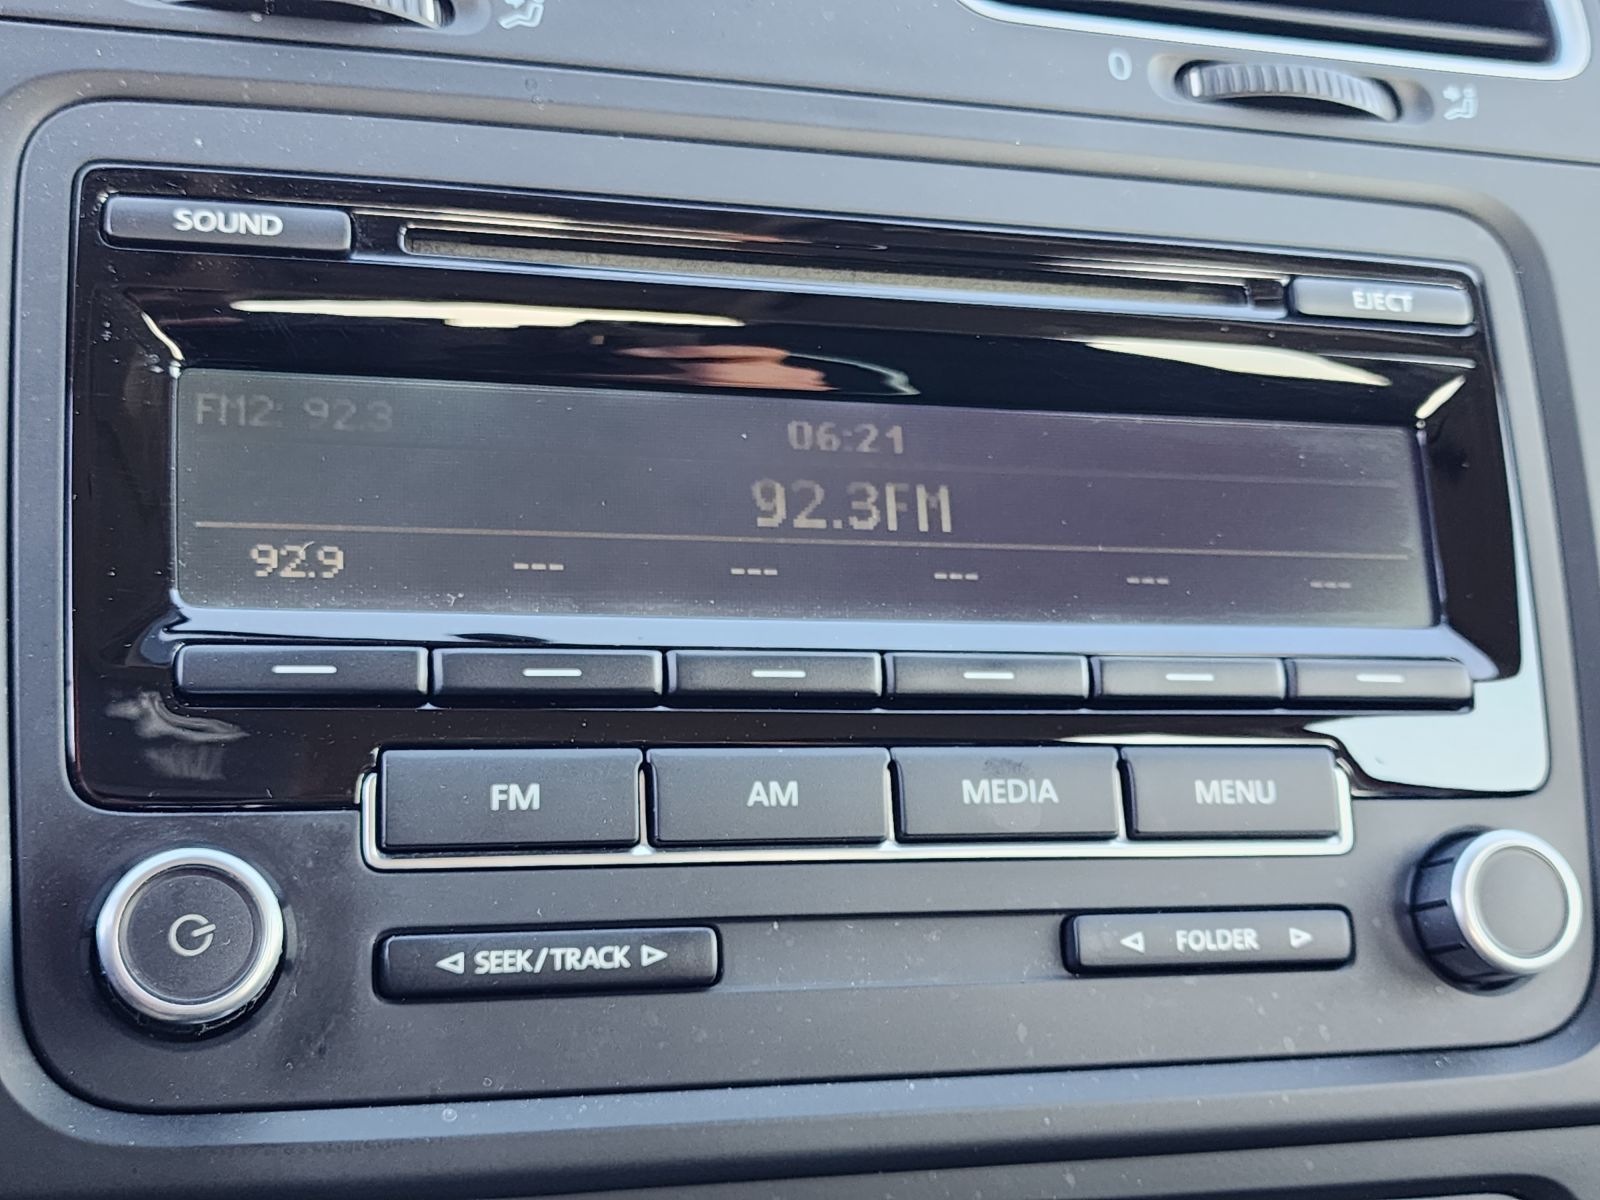 0
SOUND
EJECT
FM2: 92.3
06:21
92.3FM
92.9 --- --- --- --- ---
FM AM MEDIA MENU
SEEK/TRACK
FOLDER